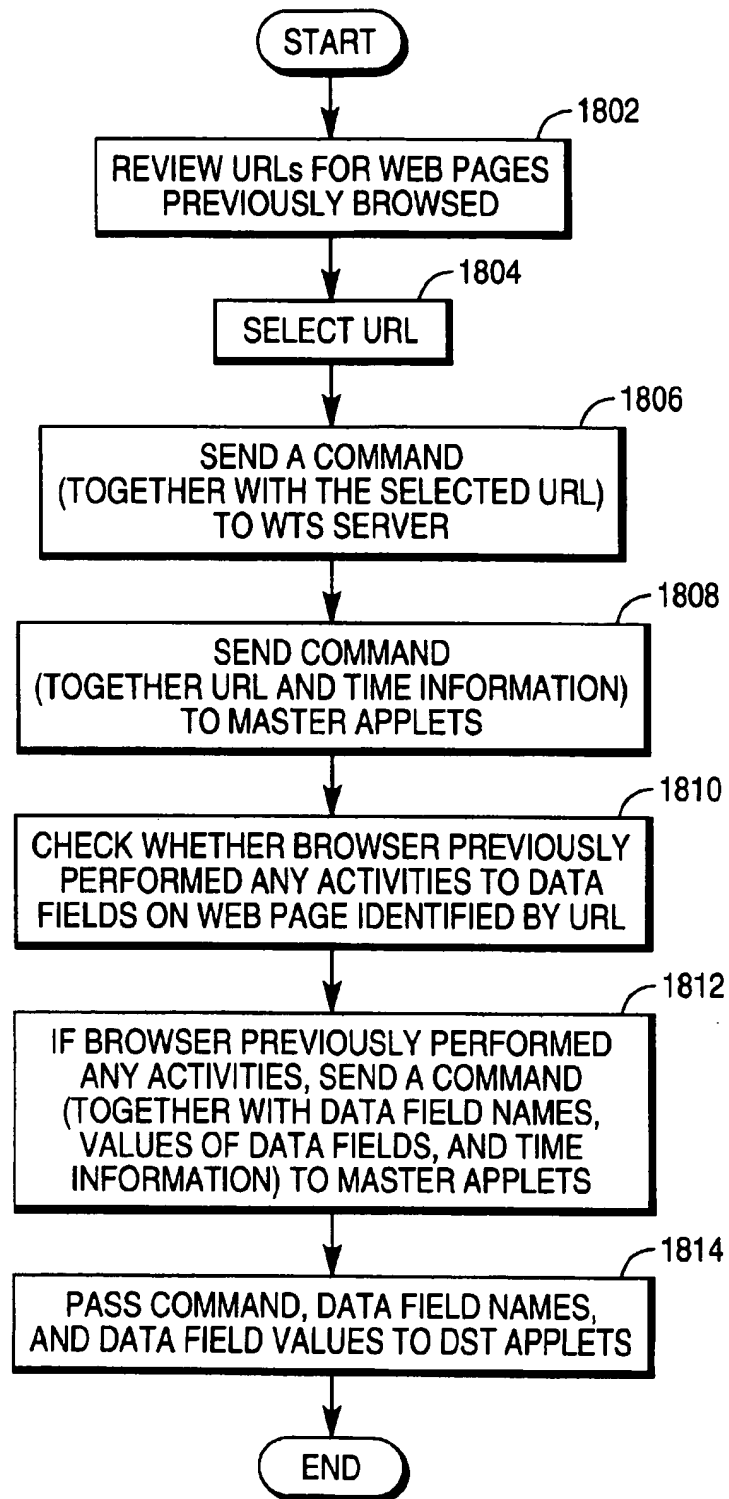 START
1802
REVIEW URLs FOR WEB PAGES
PREVIOUSLY BROWSED
1804
SELECT URL
1806
SEND A COMMAND
(TOGETHER WITH THE SELECTED URL)
TO WTS SERVER
1808
SEND COMMAND
(TOGETHER URL AND TIME INFORMATION)
TO MASTER APPLETS
1810
CHECK WHETHER BROWSER PREVIOUSLY
PERFORMED ANY ACTIVITIES TO DATA
FIELDS ON WEB PAGE IDENTIFIED BY URL
1812
IF BROWSER PREVIOUSLY PERFORMED
ANY ACTIVITIES, SEND A COMMAND
(TOGETHER WITH DATA FIELD NAMES,
VALUES OF DATA FIELDS, AND TIME
INFORMATION) TO MASTER APPLETS
1814
PASS COMMAND, DATA FIELD NAMES,
AND DATA FIELD VALUES TO DST APPLETS
END